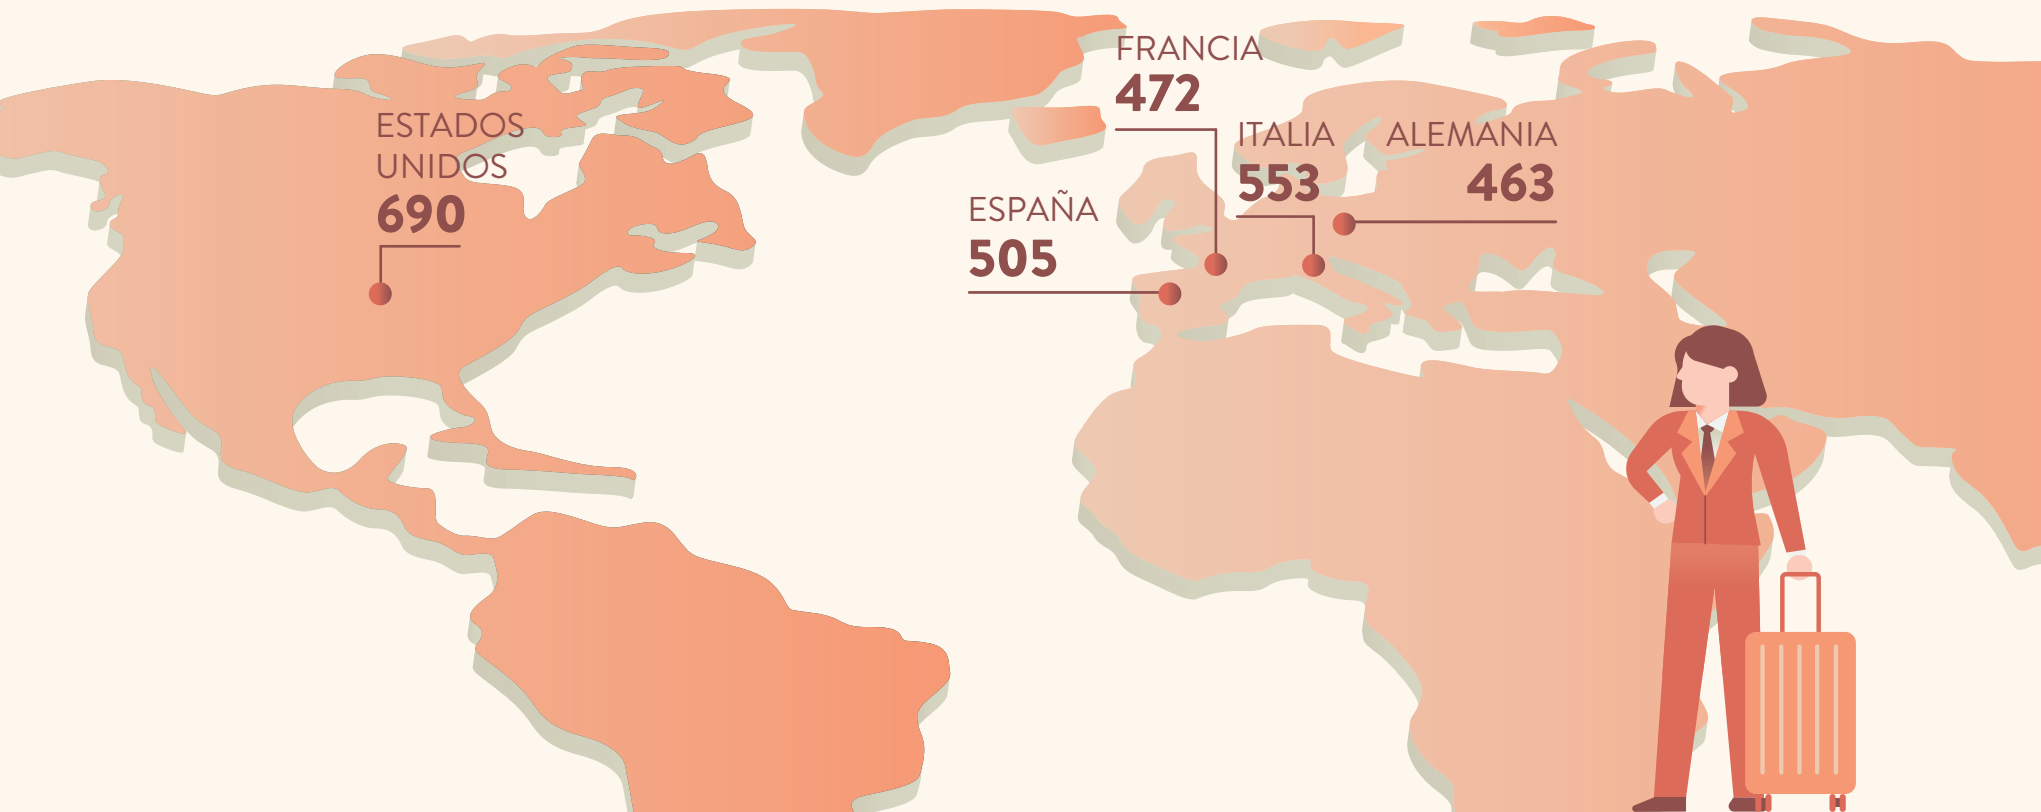 ESTADOS
UNIDOS
690
ESPAÑA
505
FRANCIA
472
ITALIA
553
ALEMANIA
463